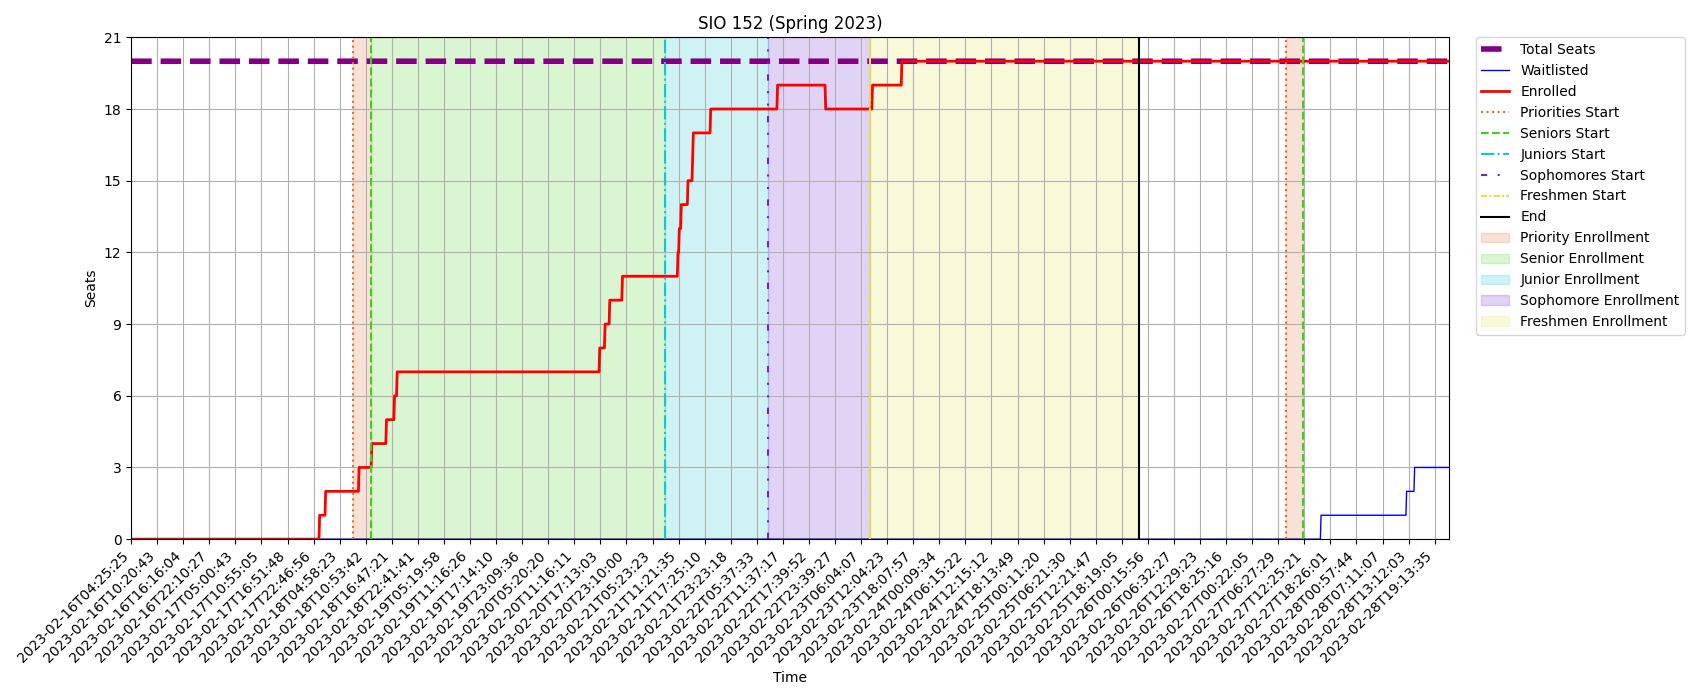 SIO 152 (Spring 2023)
Seats
21
18
15
12
9
6
3
0
2023-02-16T04:25:25
2023-02-16T10:20:43
2023-02-16T16:16:04
2023-02-16T22:10:27
2023-02-17T05:00:43
2023-02-17T10:55:05
2023-02-17T16:51:48
2023-02-17T22:46:56
2023-02-18T04:58:23
2023-02-18T10:53:42
2023-02-18T16:47:21
2023-02-18T22:41:41
2023-02-19T05:19:58
2023-02-19T11:16:26
2023-02-19T17:14:10
2023-02-19T23:09:36
2023-02-20T05:20:20
2023-02-20T11:16:11
2023-02-20T17:13:03
2023-02-20T23:10:00
2023-02-21T05:23:23
2023-02-21T11:21:35
2023-02-21T17:25:10
2023-02-21T23:23:18
2023-02-22T05:37:33
2023-02-22T11:37:17
2023-02-22T17:39:52
2023-02-22T23:39:27
2023-02-23T06:04:07
2023-02-23T12:04:23
2023-02-23T18:07:57
2023-02-24T00:09:34
2023-02-24T06:15:22
2023-02-24T12:15:12
2023-02-24T18:13:49
2023-02-25T00:11:20
2023-02-25T06:21:30
2023-02-25T12:21:47
2023-02-25T18:19:05
2023-02-26T00:15:56
2023-02-26T06:32:27
2023-02-26T12:29:23
2023-02-26T18:25:16
2023-02-27T00:22:05
2023-02-27T06:27:29
2023-02-27T12:25:21
2023-02-27T18:26:01
2023-02-28T00:57:44
2023-02-28T07:11:07
2023-02-28T13:12:03
2023-02-28T19:13:35
Time
Total Seats
Waitlisted
Enrolled
Priorities Start
Seniors Start
Juniors Start
Sophomores Start
Freshmen Start
End
Priority Enrollment
Senior Enrollment
Junior Enrollment
Sophomore Enrollment
Freshmen Enrollment